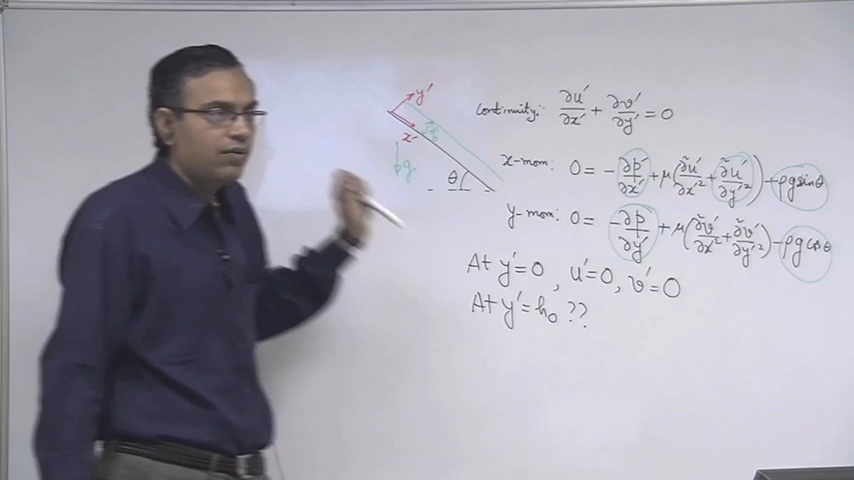 y′
x′
h₀
g
θ
Continuity:- ∂u′/∂x′ + ∂v′/∂y′ = 0
x-mom: 0 = -∂p′/∂x′ + μ(∂²u′/∂x′² + ∂²u′/∂y′²) + ρg sinθ
y-mom: 0 = -∂p′/∂y′ + μ(∂²v′/∂x′² + ∂²v′/∂y′²) - ρg cosθ
At y′=0, u′=0, v′=0
At y′=h₀ ??